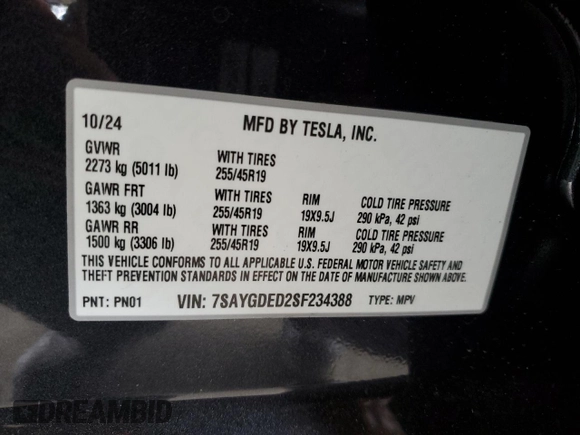 10/24 MFD BY TESLA, INC.
GVWR
2273 kg (5011 lb)
WITH TIRES
255/45R19
GAWR FRT WITH TIRES RIM COLD TIRE PRESSURE
1363 kg (3004 lb) 255/45R19 19X9.5J 290 kPa, 42 psi
GAWR RR WITH TIRES RIM COLD TIRE PRESSURE
1500 kg (3306 lb) 255/45R19 19X9.5J 290 kPa, 42 psi
THIS VEHICLE CONFORMS TO ALL APPLICABLE U.S. FEDERAL MOTOR VEHICLE SAFETY AND
THEFT PREVENTION STANDARDS IN EFFECT ON THE DATE OF MANUFACTURE SHOWN ABOVE.
PNT: PN01 VIN: 7SAYGDED2SF234388 TYPE: MPV
DREAMBID